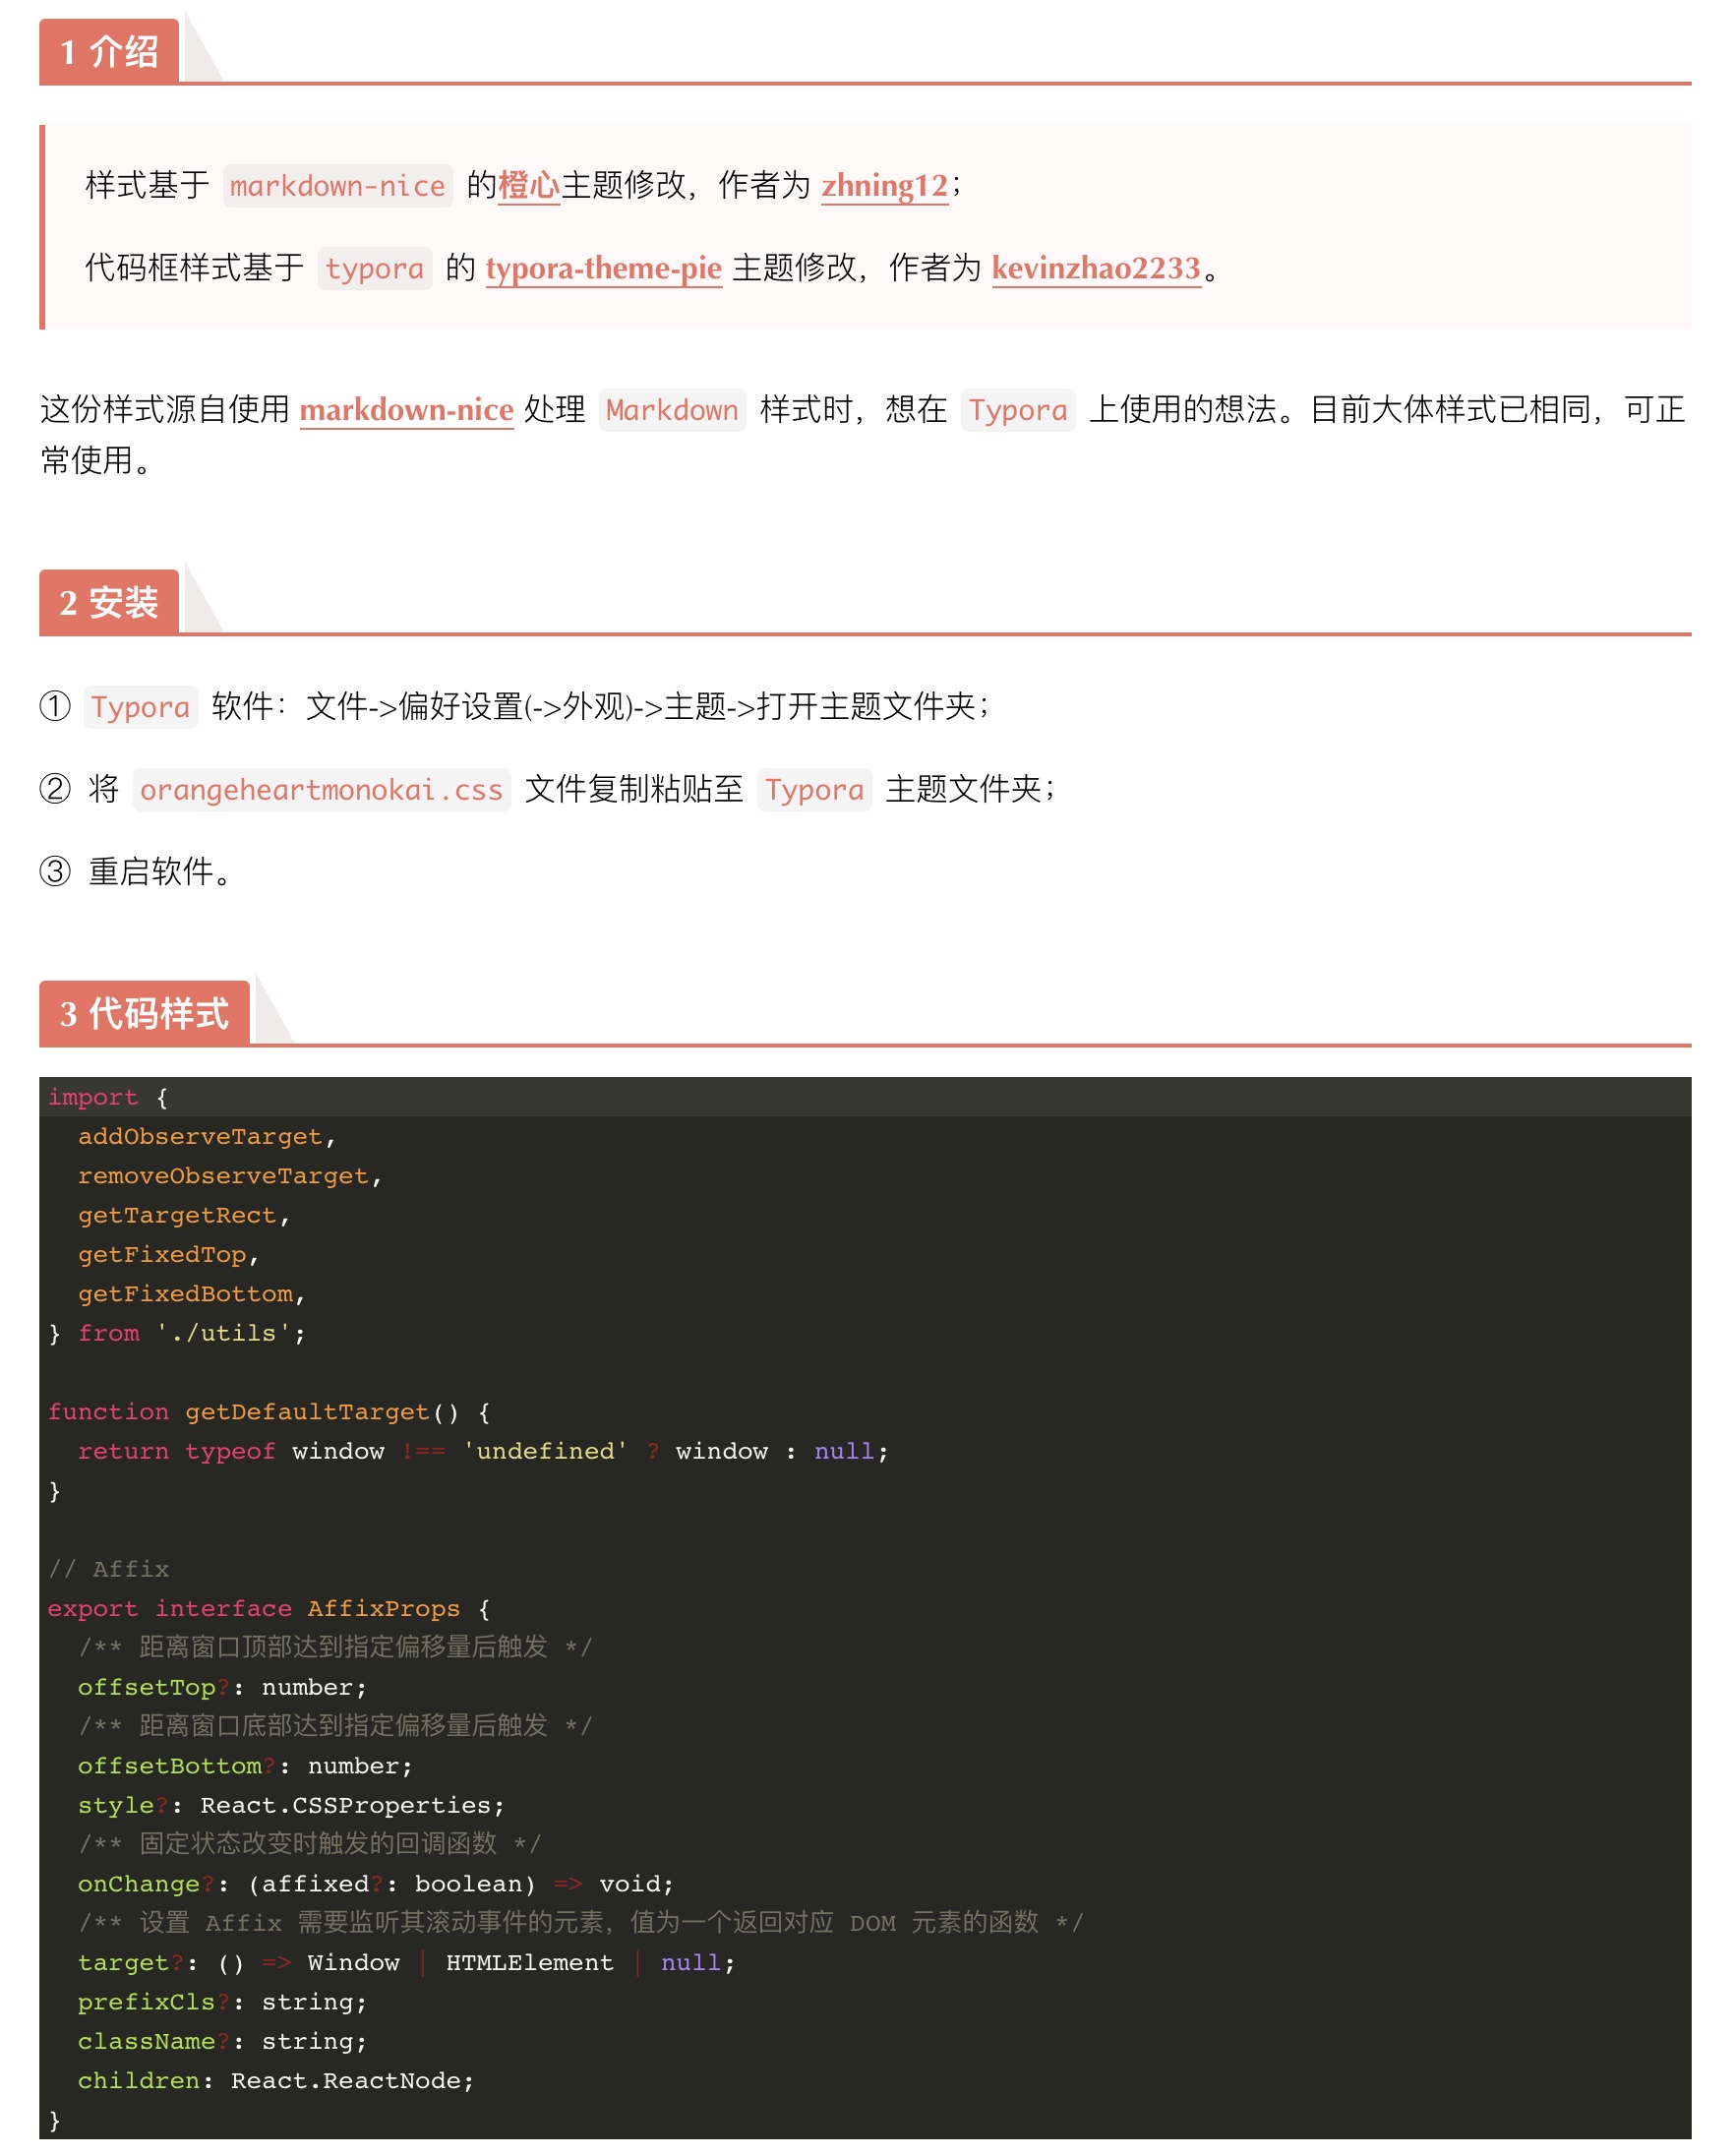 1 介绍
样式基于 markdown-nice 的橙心主题修改，作者为 zhning12；
代码框样式基于 typora 的 typora-theme-pie 主题修改，作者为 kevinzhao2233。
这份样式源自使用 markdown-nice 处理 Markdown 样式时，想在 Typora 上使用的想法。目前大体样式已相同，可正
常使用。
2 安装
① Typora 软件：文件->偏好设置(->外观)->主题->打开主题文件夹；
② 将 orangeheartmonokai.css 文件复制粘贴至 Typora 主题文件夹；
③ 重启软件。
3 代码样式
import {
  addObserveTarget,
  removeObserveTarget,
  getTargetRect,
  getFixedTop,
  getFixedBottom,
} from './utils';

function getDefaultTarget() {
  return typeof window !== 'undefined' ? window : null;
}

// Affix
export interface AffixProps {
  /** 距离窗口顶部达到指定偏移量后触发 */
  offsetTop?: number;
  /** 距离窗口底部达到指定偏移量后触发 */
  offsetBottom?: number;
  style?: React.CSSProperties;
  /** 固定状态改变时触发的回调函数 */
  onChange?: (affixed?: boolean) => void;
  /** 设置 Affix 需要监听其滚动事件的元素，值为一个返回对应 DOM 元素的函数 */
  target?: () => Window | HTMLElement | null;
  prefixCls?: string;
  className?: string;
  children: React.ReactNode;
}